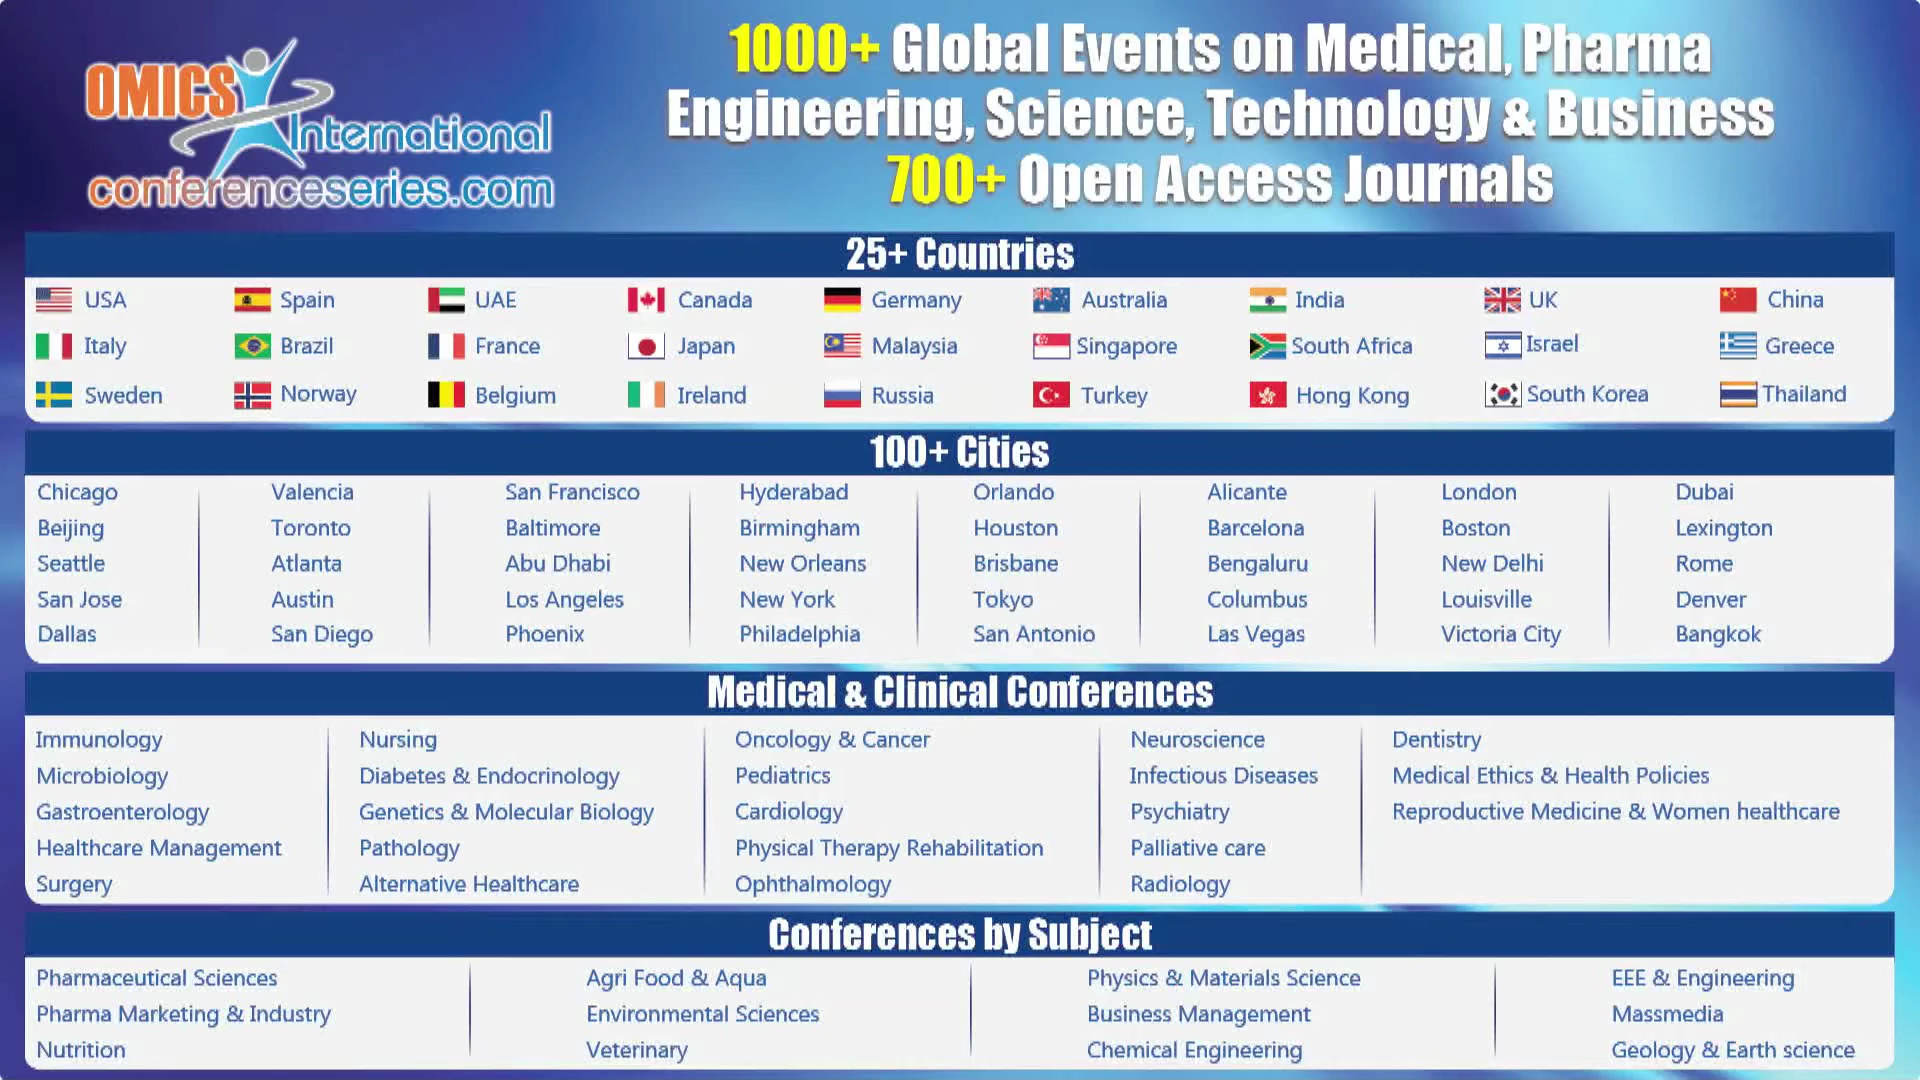 OMICS
International
conferenceseries.com
1000+ Global Events on Medical, Pharma
Engineering, Science, Technology & Business
700+ Open Access Journals
25+ Countries
USA Spain UAE Canada Germany Australia India UK China
Italy Brazil France Japan Malaysia Singapore South Africa Israel Greece
Sweden Norway Belgium Ireland Russia Turkey Hong Kong South Korea Thailand
100+ Cities
Chicago Valencia San Francisco Hyderabad Orlando Alicante London Dubai
Beijing Toronto Baltimore Birmingham Houston Barcelona Boston Lexington
Seattle Atlanta Abu Dhabi New Orleans Brisbane Bengaluru New Delhi Rome
San Jose Austin Los Angeles New York Tokyo Columbus Louisville Denver
Dallas San Diego Phoenix Philadelphia San Antonio Las Vegas Victoria City Bangkok
Medical & Clinical Conferences
Immunology Nursing Oncology & Cancer Neuroscience Dentistry
Microbiology Diabetes & Endocrinology Pediatrics Infectious Diseases Medical Ethics & Health Policies
Gastroenterology Genetics & Molecular Biology Cardiology Psychiatry Reproductive Medicine & Women healthcare
Healthcare Management Pathology Physical Therapy Rehabilitation Palliative care
Surgery Alternative Healthcare Ophthalmology Radiology
Conferences by Subject
Pharmaceutical Sciences Agri Food & Aqua Physics & Materials Science EEE & Engineering
Pharma Marketing & Industry Environmental Sciences Business Management Massmedia
Nutrition Veterinary Chemical Engineering Geology & Earth science